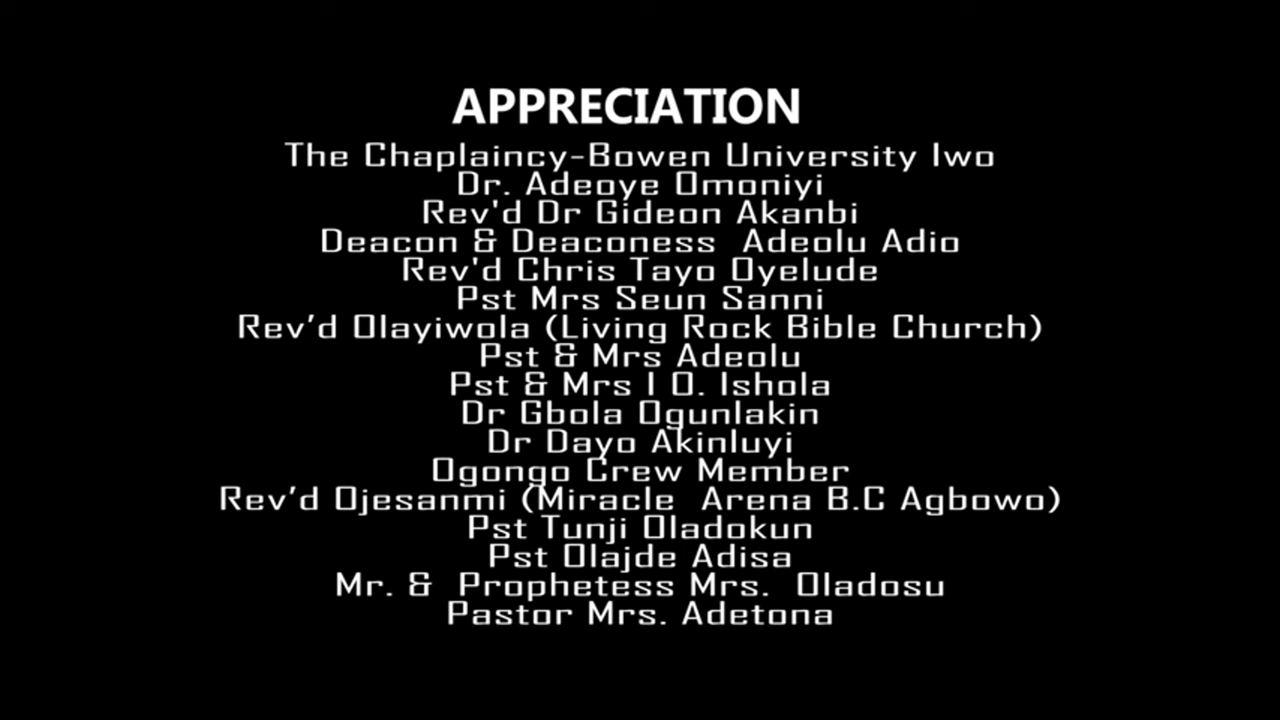 APPRECIATION
The Chaplaincy-Bowen University Iwo
Dr. Adeoye Omoniyi
Rev'd Dr Gideon Akanbi
Deacon & Deaconess  Adeolu Adio
Rev'd Chris Tayo Oyelude
Pst Mrs Seun Sanni
Rev’d Olayiwola (Living Rock Bible Church)
Pst & Mrs Adeolu
Pst & Mrs I O. Ishola
Dr Gbola Ogunlakin
Dr Dayo Akinluyi
Ogongo Crew Member
Rev’d Ojesanmi (Miracle  Arena B.C Agbowo)
Pst Tunji Oladokun
Pst Olajde Adisa
Mr. &  Prophetess Mrs.  Oladosu
Pastor Mrs. Adetona